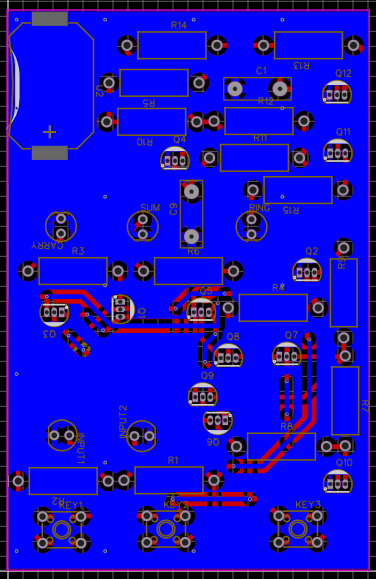 R14
R13
Q12
C1
U2
R5
R12
R10
Q4
R11
Q11
C9
R15
SUM
RING
CARRY
R3
R6
Q2
R9
Q5
R4
Q3
Q1
Q8
Q7
Q9
R7
INPUT2
Q6
INPUT1
R8
R1
Q10
R2
KEY1
KEY2
KEY3